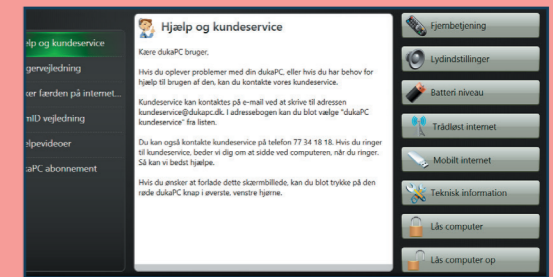 elp og kundeservice
gervejledning
ker færden på internet...
mID vejledning
elpevideoer
kaPC abonnement
Hjælp og kundeservice
Kære dukaPC bruger,
Hvis du oplever problemer med din dukaPC, eller hvis du har behov for
hjælp til brugen af den, kan du kontakte vores kundeservice.
Kundeservice kan kontaktes på e-mail ved at skrive til adressen
kundeservice@dukapc.dk. I adressebogen kan du blot vælge "dukaPC
kundeservice" fra listen.
Du kan også kontakte kundeservice på telefon 77 34 18 18. Hvis du ringer
til kundeservice, beder vi dig om at sidde ved computeren, når du ringer.
Så kan vi bedst hjælpe.
Hvis du ønsker at forlade dette skærmbillede, kan du blot trykke på den
røde dukaPC knap i øverste, venstre hjørne.
Fjernbetjening
Lydindstillinger
Batteri niveau
Trådløst internet
Mobilt internet
Teknisk information
Lås computer
Lås computer op